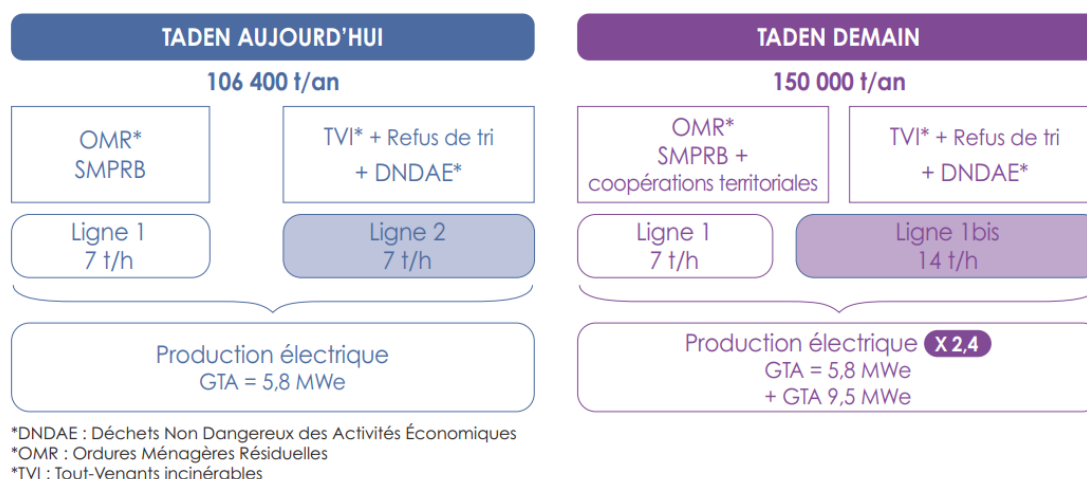 TADEN AUJOURD'HUI
106 400 t/an
OMR*
SMPRB
TVI* + Refus de tri
+ DNDAE*
Ligne 1
7 t/h
Ligne 2
7 t/h
Production électrique
GTA = 5,8 MWe
TADEN DEMAIN
150 000 t/an
OMR*
SMPRB +
coopérations territoriales
TVI* + Refus de tri
+ DNDAE*
Ligne 1
7 t/h
Ligne 1bis
14 t/h
Production électrique X 2,4
GTA = 5,8 MWe
+ GTA 9,5 MWe
*DNDAE : Déchets Non Dangereux des Activités Économiques
*OMR : Ordures Ménagères Résiduelles
*TVI : Tout-Venants incinérables